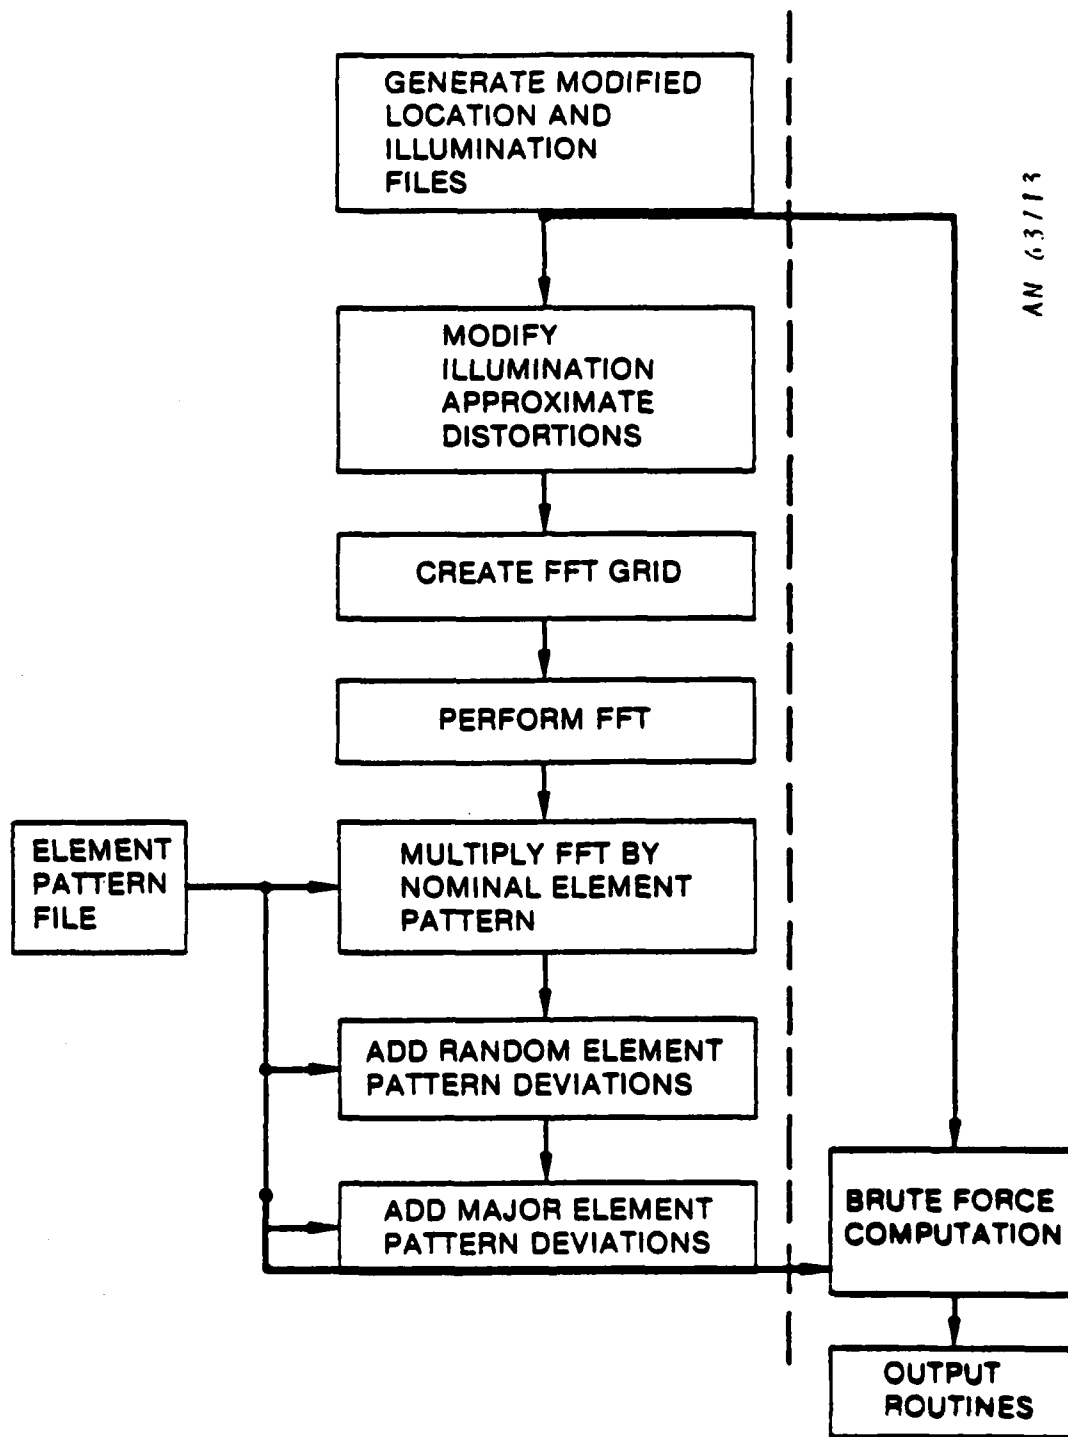 GENERATE MODIFIED
LOCATION AND
ILLUMINATION
FILES
AN 63713
MODIFY
ILLUMINATION
APPROXIMATE
DISTORTIONS
CREATE FFT GRID
PERFORM FFT
ELEMENT
PATTERN
FILE
MULTIPLY FFT BY
NOMINAL ELEMENT
PATTERN
ADD RANDOM ELEMENT
PATTERN DEVIATIONS
ADD MAJOR ELEMENT
PATTERN DEVIATIONS
BRUTE FORCE
COMPUTATION
OUTPUT
ROUTINES